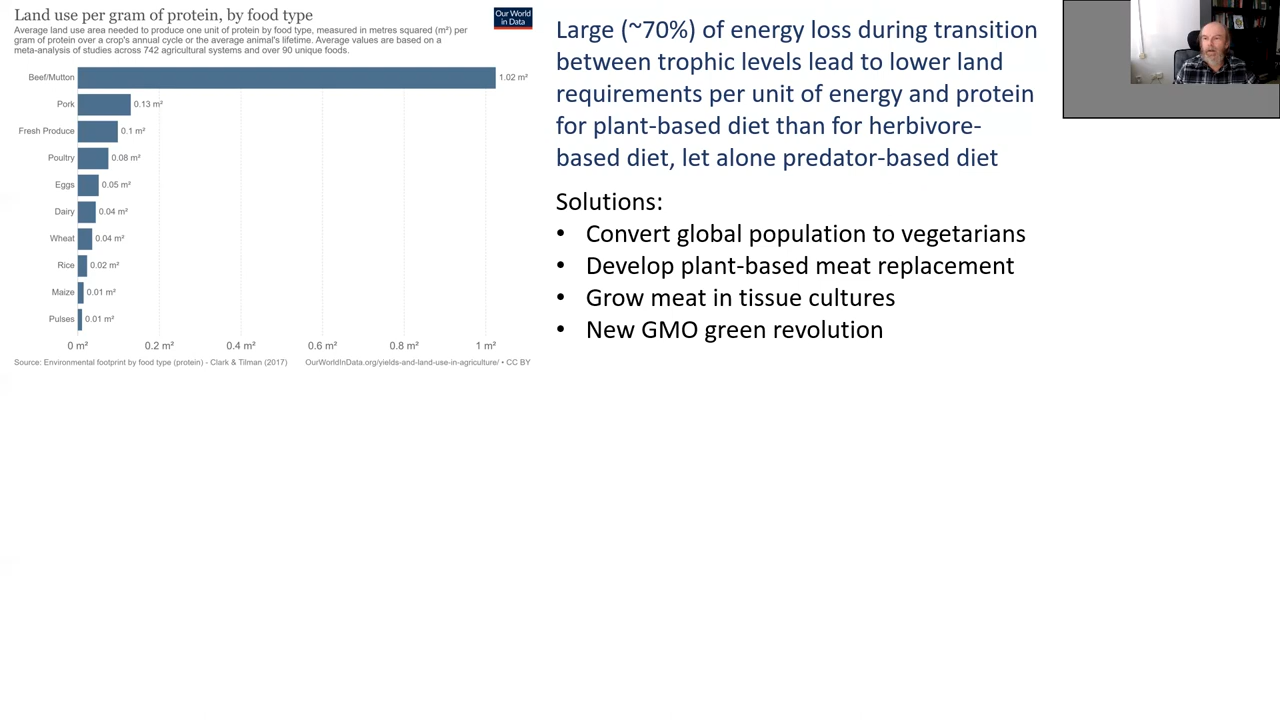 Land use per gram of protein, by food type
Our World
in Data
Average land use area needed to produce one unit of protein by food type, measured in metres squared (m²) per
gram of protein over a crop's annual cycle or the average animal's lifetime. Average values are based on a
meta-analysis of studies across 742 agricultural systems and over 90 unique foods.
Beef/Mutton 1.02 m²
Pork 0.13 m²
Fresh Produce 0.1 m²
Poultry 0.08 m²
Eggs 0.05 m²
Dairy 0.04 m²
Wheat 0.04 m²
Rice 0.02 m²
Maize 0.01 m²
Pulses 0.01 m²
0 m² 0.2 m² 0.4 m² 0.6 m² 0.8 m² 1 m²
Source: Environmental footprint by food type (protein) - Clark & Tilman (2017) OurWorldInData.org/yields-and-land-use-in-agriculture/ • CC BY
Large (~70%) of energy loss during transition
between trophic levels lead to lower land
requirements per unit of energy and protein
for plant-based diet than for herbivore-
based diet, let alone predator-based diet
Solutions:
• Convert global population to vegetarians
• Develop plant-based meat replacement
• Grow meat in tissue cultures
• New GMO green revolution